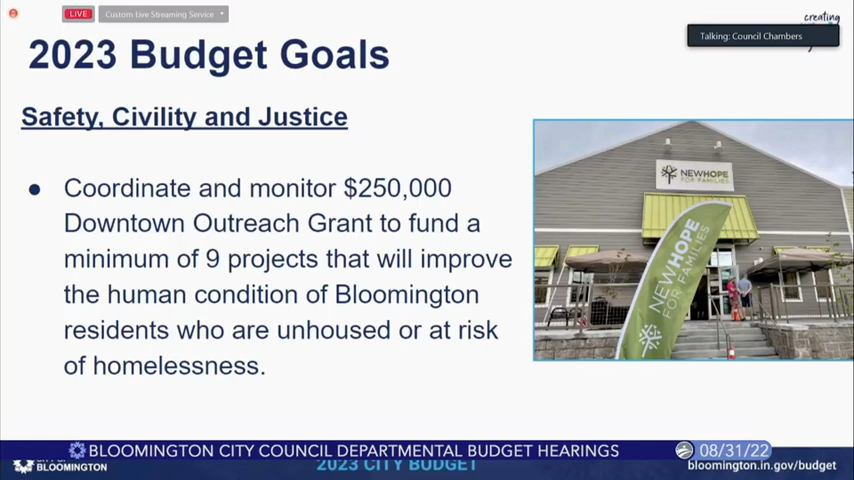 LIVE
Custom Live Streaming Service
creating
Talking: Council Chambers
2023 Budget Goals
Safety, Civility and Justice
● Coordinate and monitor $250,000
Downtown Outreach Grant to fund a
minimum of 9 projects that will improve
the human condition of Bloomington
residents who are unhoused or at risk
of homelessness.
NEWHOPE
FOR FAMILIES
NEWHOPE
FOR FAMILIES
BLOOMINGTON CITY COUNCIL DEPARTMENTAL BUDGET HEARINGS
08/31/22
BLOOMINGTON
2023 CITY BUDGET
bloomington.in.gov/budget